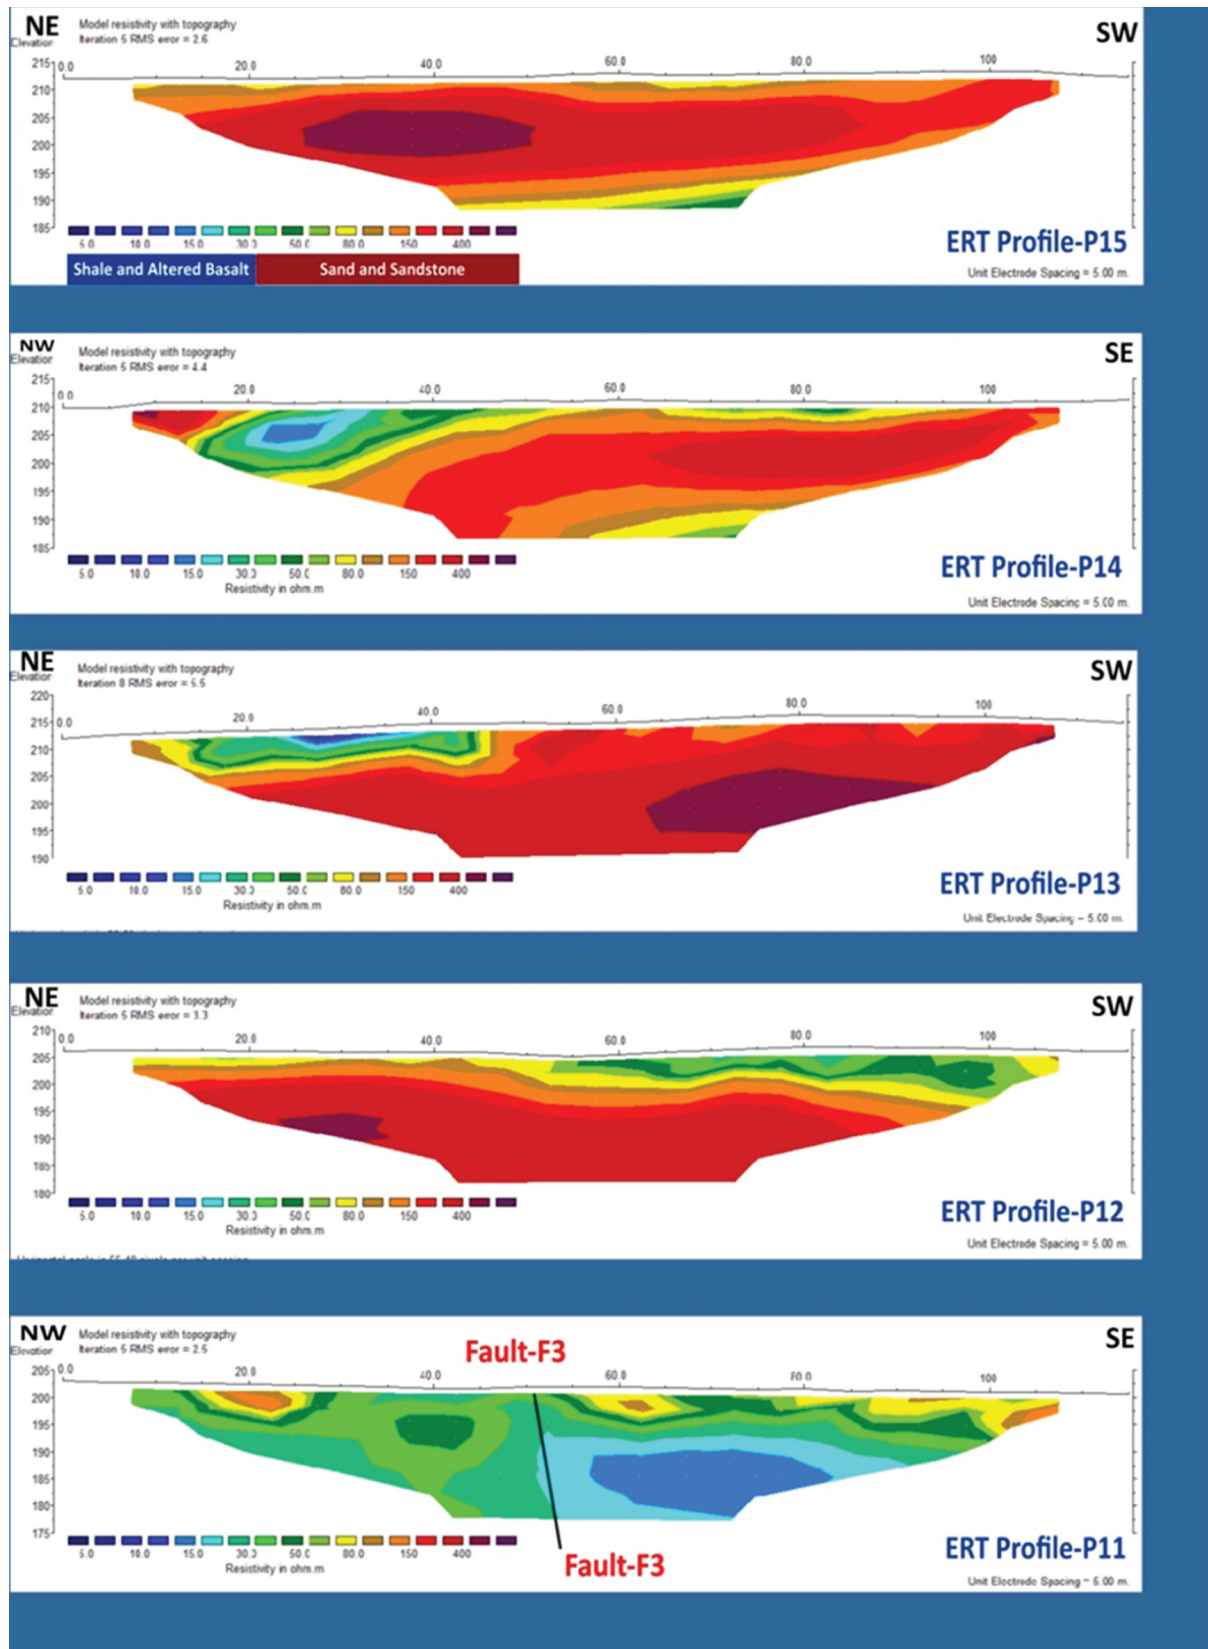 NE Model resistivity with topography SW
Elevation Iteration 5 RMS error = 2.6
215 0.0 20.0 40.0 60.0 80.0 100
210
205
200
195
190
185
5.0 10.0 15.0 30.0 50.0 80.0 150 400
ERT Profile-P15
Shale and Altered Basalt Sand and Sandstone
Unit Electrode Spacing = 5.00 m.
NW Model resistivity with topography SE
Elevation Iteration 5 RMS error = 4.4
215 0.0 20.0 40.0 60.0 80.0 100
210
205
200
195
190
185
5.0 10.0 15.0 30.0 50.0 80.0 150 400
ERT Profile-P14
Resistivity in ohm.m
Unit Electrode Spacing = 5.00 m.
NE Model resistivity with topography SW
Elevation Iteration 8 RMS error = 5.5
220
215 0.0 20.0 40.0 60.0 80.0 100
210
205
200
195
190
5.0 10.0 15.0 30.0 50.0 80.0 150 400
ERT Profile-P13
Resistivity in ohm.m
Unit Electrode Spacing = 5.00 m.
NE Model resistivity with topography SW
Elevation Iteration 5 RMS error = 3.3
210 0.0 20.0 40.0 60.0 80.0 100
205
200
195
190
185
180
5.0 10.0 15.0 30.0 50.0 80.0 150 400
ERT Profile-P12
Resistivity in ohm.m
Unit Electrode Spacing = 5.00 m.
NW Model resistivity with topography SE
Elevation Iteration 5 RMS error = 2.5
Fault-F3
205 0.0 20.0 40.0 60.0 80.0 100
200
195
190
185
180
175
5.0 10.0 15.0 30.0 50.0 80.0 150 400
ERT Profile-P11
Fault-F3
Resistivity in ohm.m
Unit Electrode Spacing = 5.00 m.